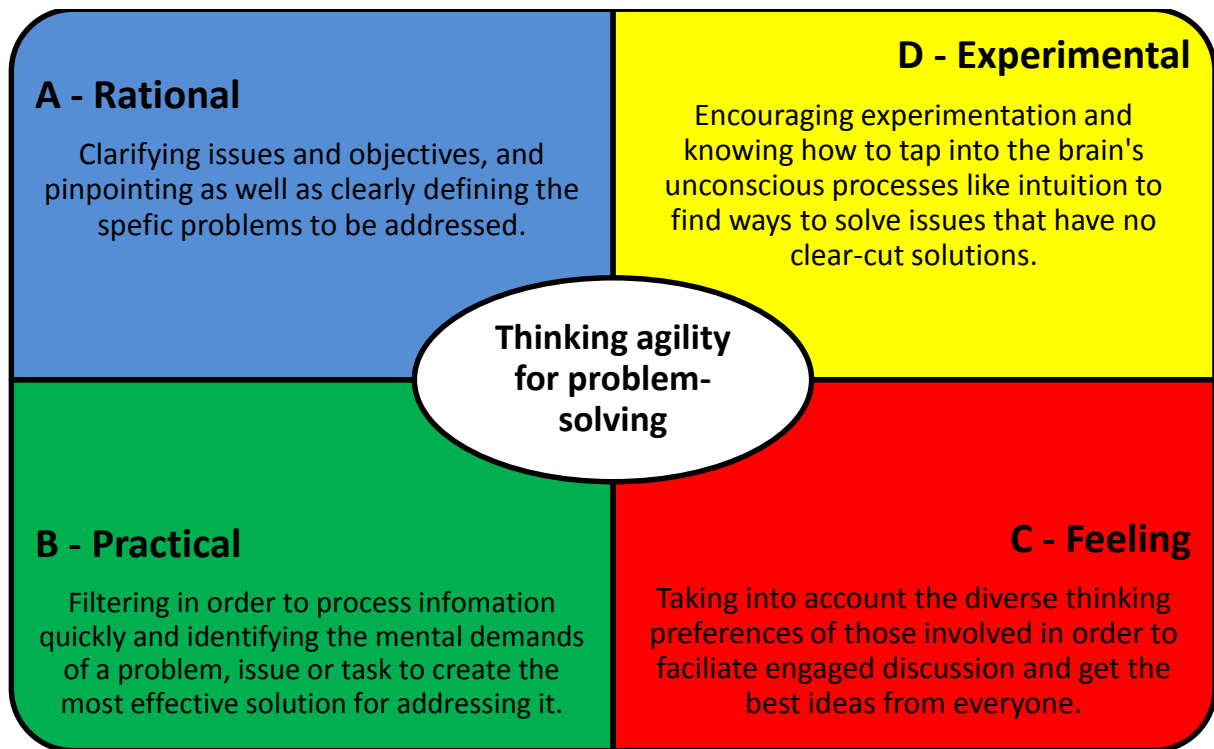 A - Rational
Clarifying issues and objectives, and
pinpointing as well as clearly defining the
spefic problems to be addressed.
D - Experimental
Encouraging experimentation and
knowing how to tap into the brain's
unconscious processes like intuition to
find ways to solve issues that have no
clear-cut solutions.
Thinking agility
for problem-
solving
B - Practical
Filtering in order to process infomation
quickly and identifying the mental demands
of a problem, issue or task to create the
most effective solution for addressing it.
C - Feeling
Taking into account the diverse thinking
preferences of those involved in order to
faciliate engaged discussion and get the
best ideas from everyone.